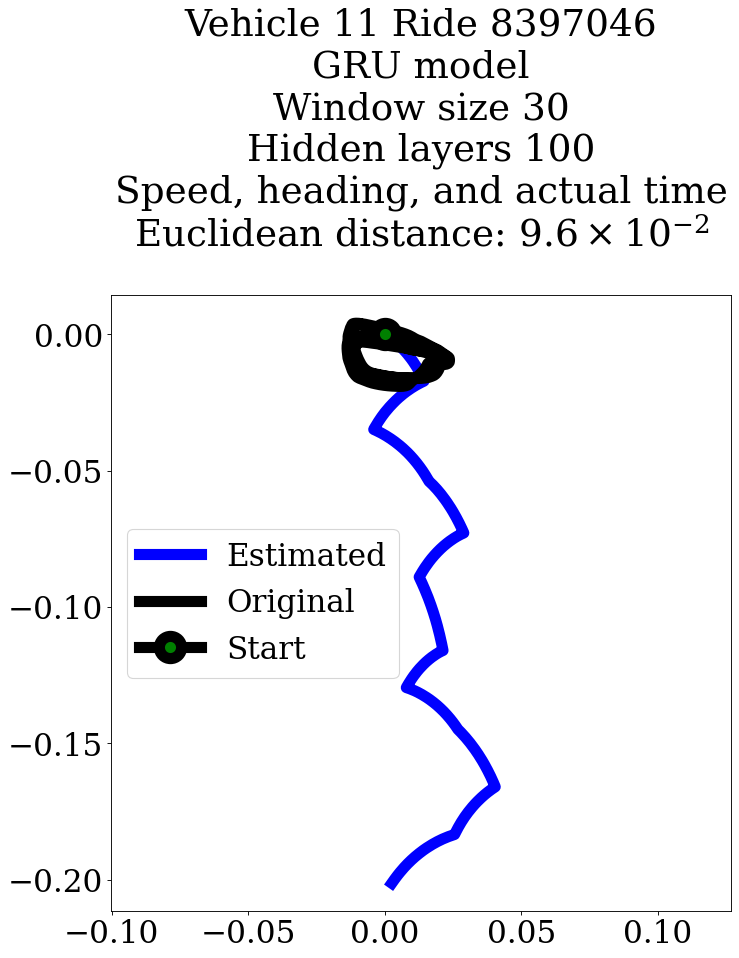 Vehicle 11 Ride 8397046
GRU model
Window size 30
Hidden layers 100
Speed, heading, and actual time
Euclidean distance: 9.6 × 10⁻²
0.00
−0.05
−0.10
−0.15
−0.20
Estimated
Original
Start
−0.10 −0.05 0.00 0.05 0.10